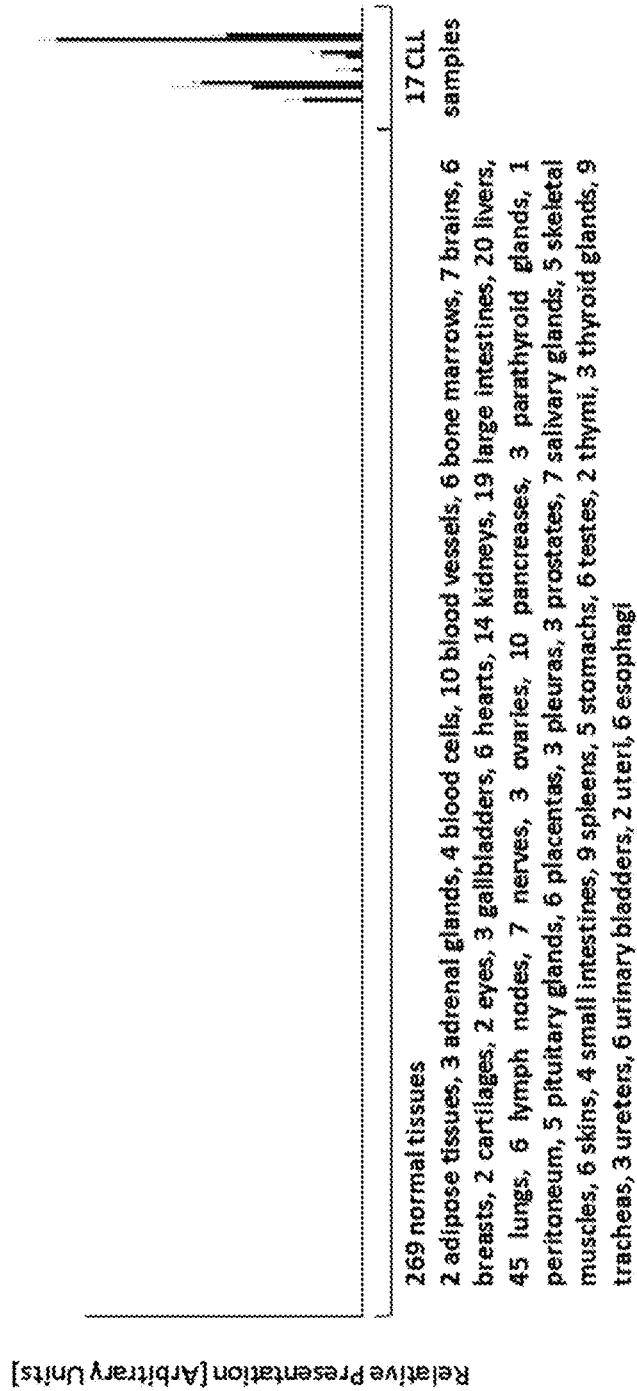 Relative Presentation [Arbitrary Units]
269 normal tissues
2 adipose tissues, 3 adrenal glands, 4 blood cells, 10 blood vessels, 6 bone marrows, 7 brains, 6
breasts, 2 cartilages, 2 eyes, 3 gallbladders, 6 hearts, 14 kidneys, 19 large intestines, 20 livers,
45 lungs, 6 lymph nodes, 7 nerves, 3 ovaries, 10 pancreases, 3 parathyroid glands, 1
peritoneum, 5 pituitary glands, 6 placentas, 3 pleuras, 3 prostates, 7 salivary glands, 5 skeletal
muscles, 6 skins, 4 small intestines, 9 spleens, 5 stomachs, 6 testes, 2 thymi, 3 thyroid glands, 9
tracheas, 3 ureters, 6 urinary bladders, 2 uteri, 6 esophagi
17 CLL
samples